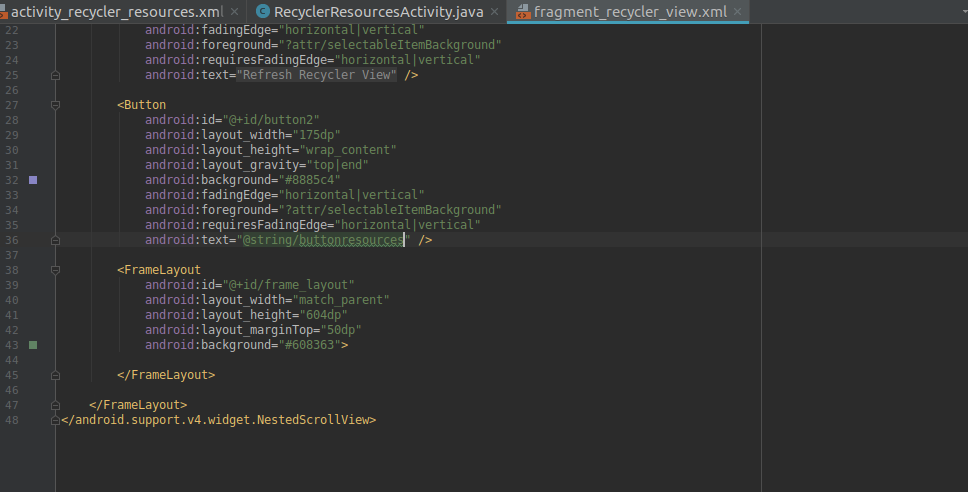 activity_recycler_resources.xml RecyclerResourcesActivity.java fragment_recycler_view.xml
22 android:fadingEdge="horizontal|vertical"
23 android:foreground="?attr/selectableItemBackground"
24 android:requiresFadingEdge="horizontal|vertical"
25 android:text="Refresh Recycler View" />
26
27 <Button
28 android:id="@+id/button2"
29 android:layout_width="175dp"
30 android:layout_height="wrap_content"
31 android:layout_gravity="top|end"
32 android:background="#8885c4"
33 android:fadingEdge="horizontal|vertical"
34 android:foreground="?attr/selectableItemBackground"
35 android:requiresFadingEdge="horizontal|vertical"
36 android:text="@string/buttonresources" />
37
38 <FrameLayout
39 android:id="@+id/frame_layout"
40 android:layout_width="match_parent"
41 android:layout_height="604dp"
42 android:layout_marginTop="50dp"
43 android:background="#608363">
44
45 </FrameLayout>
46
47 </FrameLayout>
48 </android.support.v4.widget.NestedScrollView>